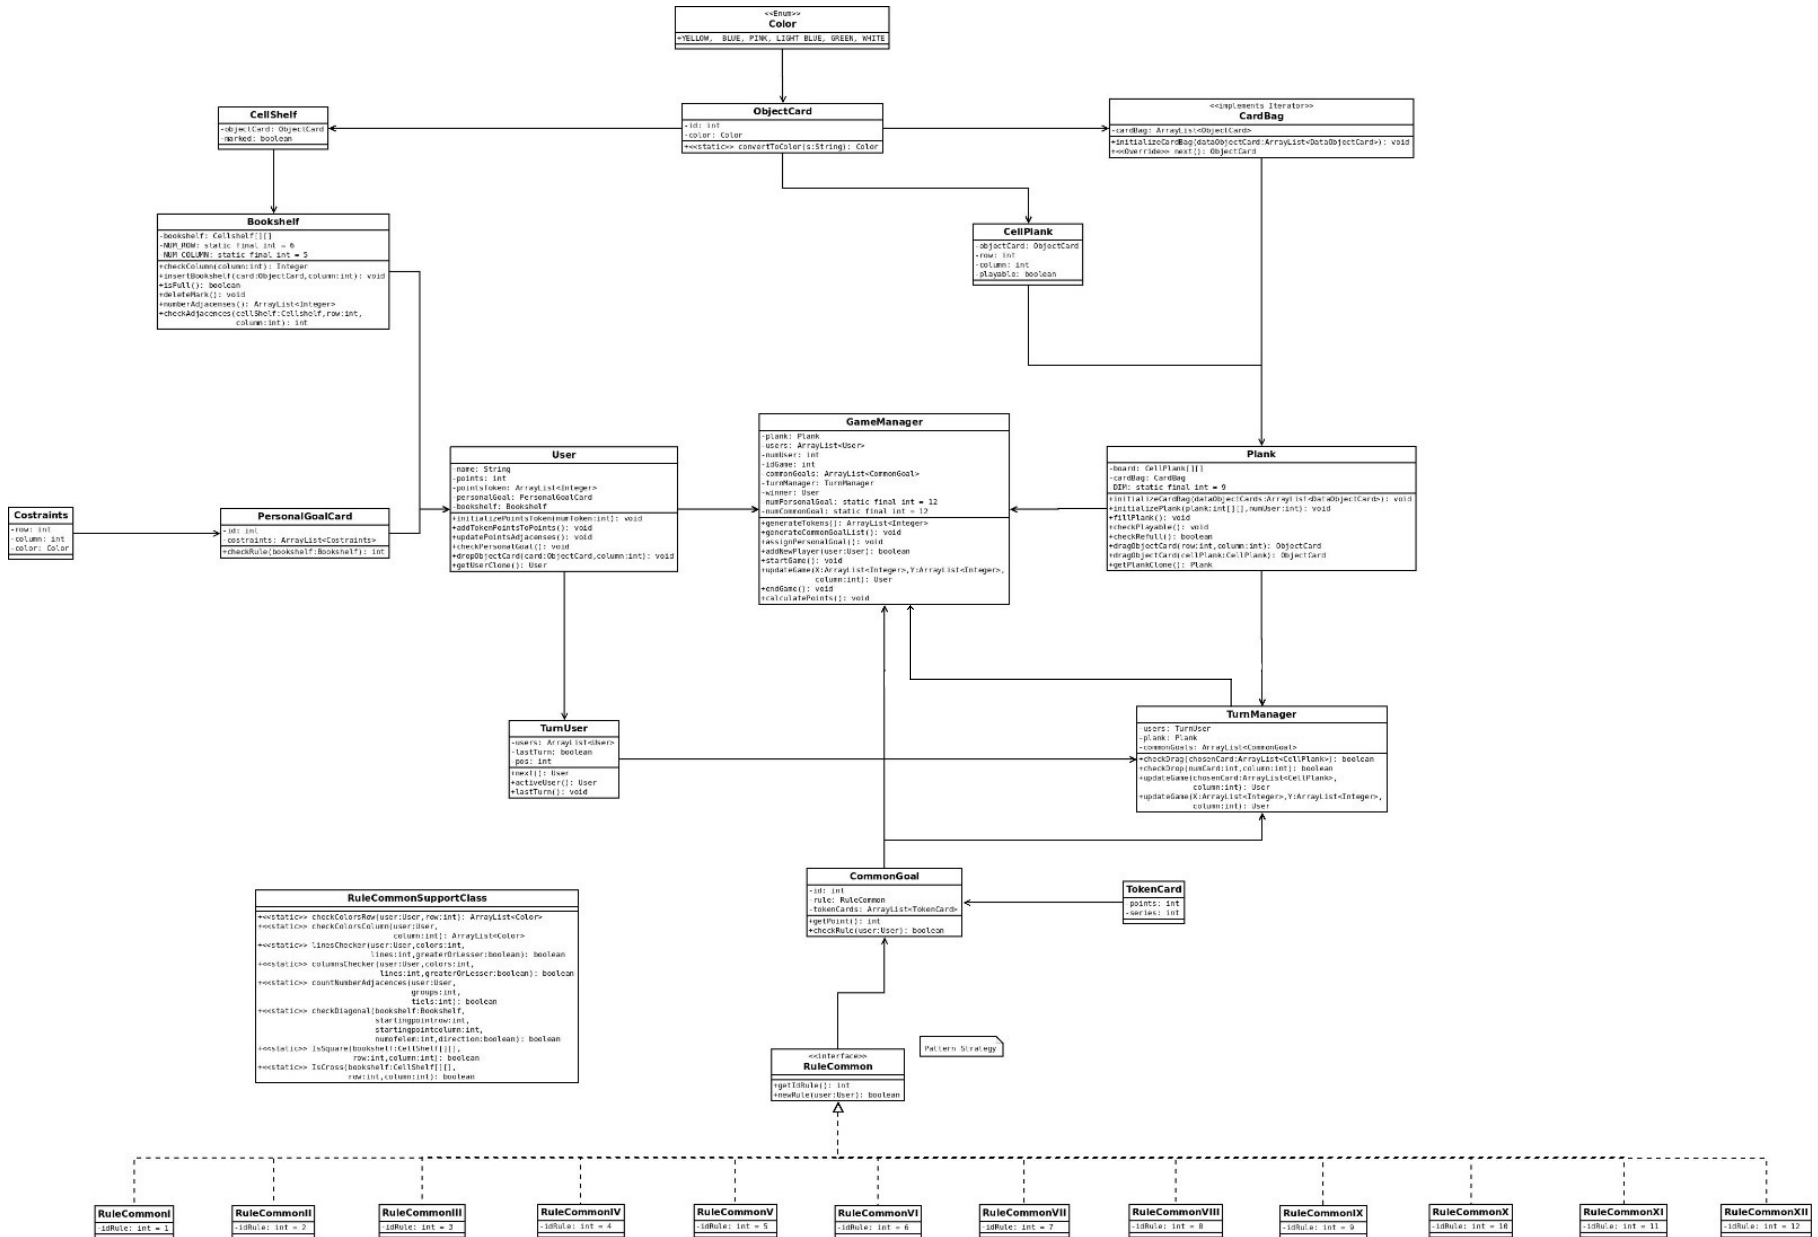 <<Enum>>
Color
+YELLOW, BLUE, PINK, LIGHT BLUE, GREEN, WHITE
CellShelf
-objectCard: ObjectCard
-marked: boolean
ObjectCard
-id: int
-color: Color
+<<static>> convertToColor(s:String): Color
<<implements Iterator>>
CardBag
-cardBag: ArrayList<ObjectCard>
+initializeCardBag(dataObjectCard:ArrayList<DataObjectCard>): void
+<<Override>> next(): ObjectCard
Bookshelf
-bookshelf: Cellshelf[][]
-NUM_ROW: static final int = 6
-NUM_COLUMN: static final int = 5
+checkColumn(column:int): Integer
+insertBookshelf(card:ObjectCard,column:int): void
+isFull(): boolean
+deleteMark(): void
+numberAdjacenses(): ArrayList<Integer>
+checkAdjacences(cellShelf:Cellshelf,row:int,
column:int): int
CellPlank
-objectCard: ObjectCard
-row: int
-column: int
-playable: boolean
GameManager
-plank: Plank
-users: ArrayList<User>
-numUser: int
-idGame: int
-commonGoals: ArrayList<CommonGoal>
-turnManager: TurnManager
-winner: User
-numPersonalGoal: static final int = 12
-numCommonGoal: static final int = 12
+generateTokens(): ArrayList<Integer>
+generateCommonGoalList(): void
+assignPersonalGoal(): void
+addNewPlayer(user:User): boolean
+startGame(): void
+updateGame(X:ArrayList<Integer>,Y:ArrayList<Integer>,
column:int): User
+endGame(): void
+calculatePoints(): void
User
-name: String
-points: int
-pointsToken: ArrayList<Integer>
-personalGoal: PersonalGoalCard
-bookshelf: Bookshelf
+initializePointsToken(numToken:int): void
+addTokenPointsToPoints(): void
+updatePointsAdjacenses(): void
+checkPersonalGoal(): void
+dropObjectCard(card:ObjectCard,column:int): void
+getUserClone(): User
Plank
-board: CellPlank[][]
-cardBag: CardBag
-DIM: static final int = 9
+initializeCardBag(dataObjectCards:ArrayList<DataObjectCard>): void
+initializePlank(plank:int[][],numUser:int): void
+fillPlank(): void
+checkPlayable(): void
+checkRefull(): boolean
+dragObjectCard(row:int,column:int): ObjectCard
+dragObjectCard(cellPlank:CellPlank): ObjectCard
+getPlankClone(): Plank
Costraints
-row: int
-column: int
-color: Color
PersonalGoalCard
-id: int
-costraints: ArrayList<Costraints>
+checkRule(bookshelf:Bookshelf): int
TurnUser
-users: ArrayList<User>
-lastTurn: boolean
-pos: int
+next(): User
+activeUser(): User
+lastTurn(): void
TurnManager
-users: TurnUser
-plank: Plank
-commonGoals: ArrayList<CommonGoal>
+checkDrag(chosenCard:ArrayList<CellPlank>): boolean
+checkDrop(numCard:int,column:int): boolean
+updateGame(chosenCard:ArrayList<CellPlank>,
column:int): User
+updateGame(X:ArrayList<Integer>,Y:ArrayList<Integer>,
column:int): User
CommonGoal
-id: int
-rule: RuleCommon
-tokenCards: ArrayList<TokenCard>
+getPoint(): int
+checkRule(user:User): boolean
TokenCard
-points: int
-series: int
RuleCommonSupportClass
+<<static>> checkColorsRow(user:User,row:int): ArrayList<Color>
+<<static>> checkColorsColumn(user:User,
column:int): ArrayList<Color>
+<<static>> linesChecker(user:User,colors:int,
lines:int,greaterOrLesser:boolean): boolean
+<<static>> columnsChecker(user:User,colors:int,
lines:int,greaterOrLesser:boolean): boolean
+<<static>> countNumberAdjacences(user:User,
groups:int,
tiels:int): boolean
+<<static>> checkDiagonal(bookshelf:Bookshelf,
startingpointrow:int,
startingpointcolumn:int,
numofelem:int,direction:boolean): boolean
+<<static>> IsSquare(bookshelf:CellShelf[][],
row:int,column:int): boolean
+<<static>> IsCross(bookshelf:CellShelf[][],
row:int,column:int): boolean
Pattern Strategy
<<interface>>
RuleCommon
+getIdRule(): int
+newRule(user:User): boolean
RuleCommonI
-idRule: int = 1
RuleCommonII
-idRule: int = 2
RuleCommonIII
-idRule: int = 3
RuleCommonIV
-idRule: int = 4
RuleCommonV
-idRule: int = 5
RuleCommonVI
-idRule: int = 6
RuleCommonVII
-idRule: int = 7
RuleCommonVIII
-idRule: int = 8
RuleCommonIX
-idRule: int = 9
RuleCommonX
-idRule: int = 10
RuleCommonXI
-idRule: int = 11
RuleCommonXII
-idRule: int = 12